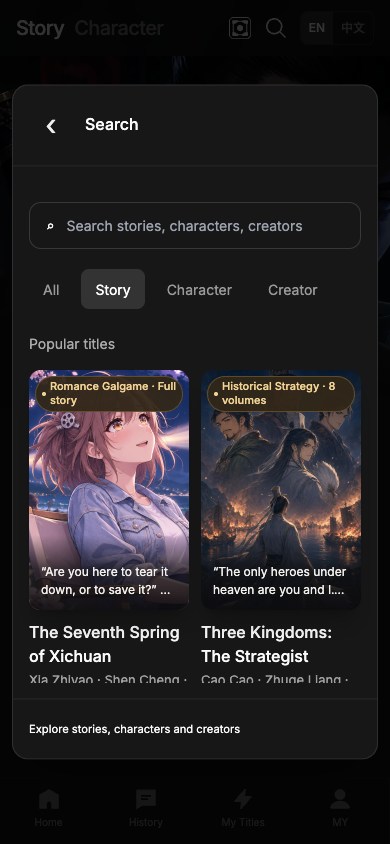 Story Character EN 中文
Search
Search stories, characters, creators
All Story Character Creator
Popular titles
Romance Galgame · Full
story
"Are you here to tear it
down, or to save it?" ...
The Seventh Spring
of Xichuan
Xia Zhiyao · Shen Cheng ·
Historical Strategy · 8
volumes
"The only heroes under
heaven are you and I....
Three Kingdoms:
The Strategist
Cao Cao · Zhuge Liang ·
Explore stories, characters and creators
Home History My Titles MY